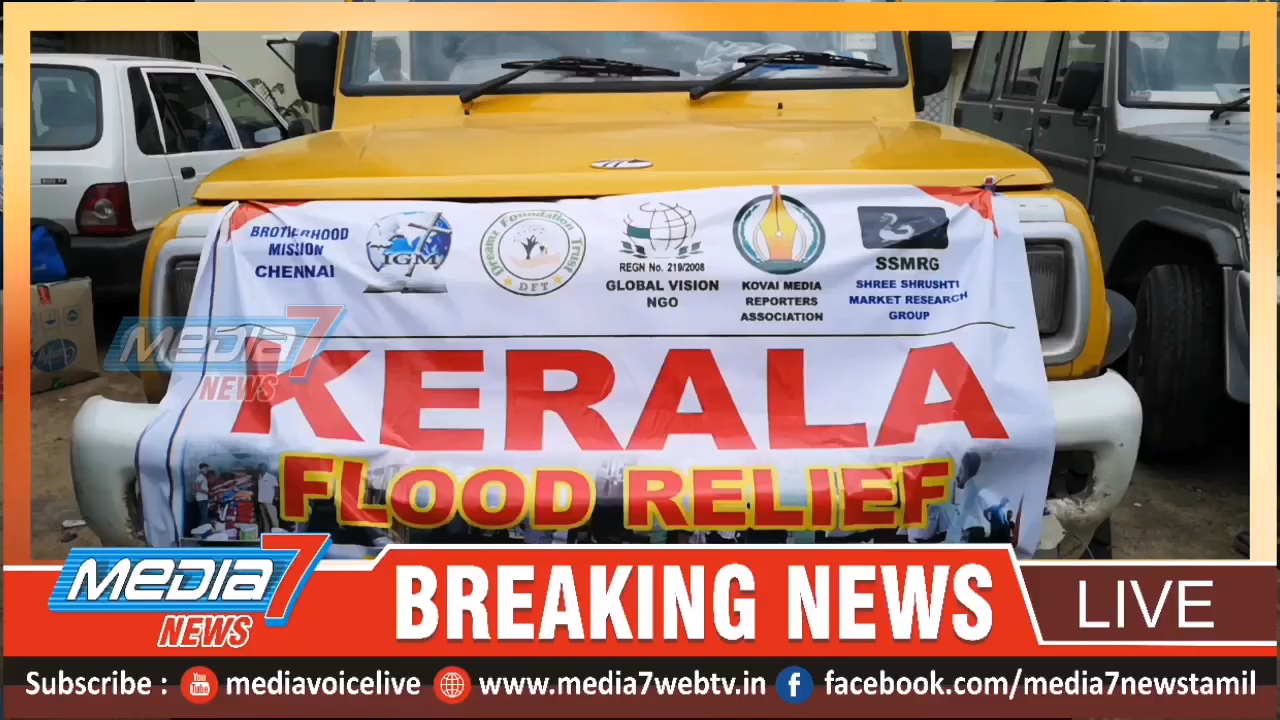 BROTHERHOOD
MISSION
CHENNAI
IGM
Dreamz Foundation Trust
DFT
REGN No. 219/2008
GLOBAL VISION
NGO
KOVAI MEDIA
REPORTERS
ASSOCIATION
SSMRG
SHREE SHRUSHTI
MARKET RESEARCH
GROUP
MEDIA 7
NEWS
KERALA
FLOOD RELIEF
MEDIA 7
NEWS
BREAKING NEWS
LIVE
Subscribe : You Tube mediavoicelive www.media7webtv.in f facebook.com/media7newstamil